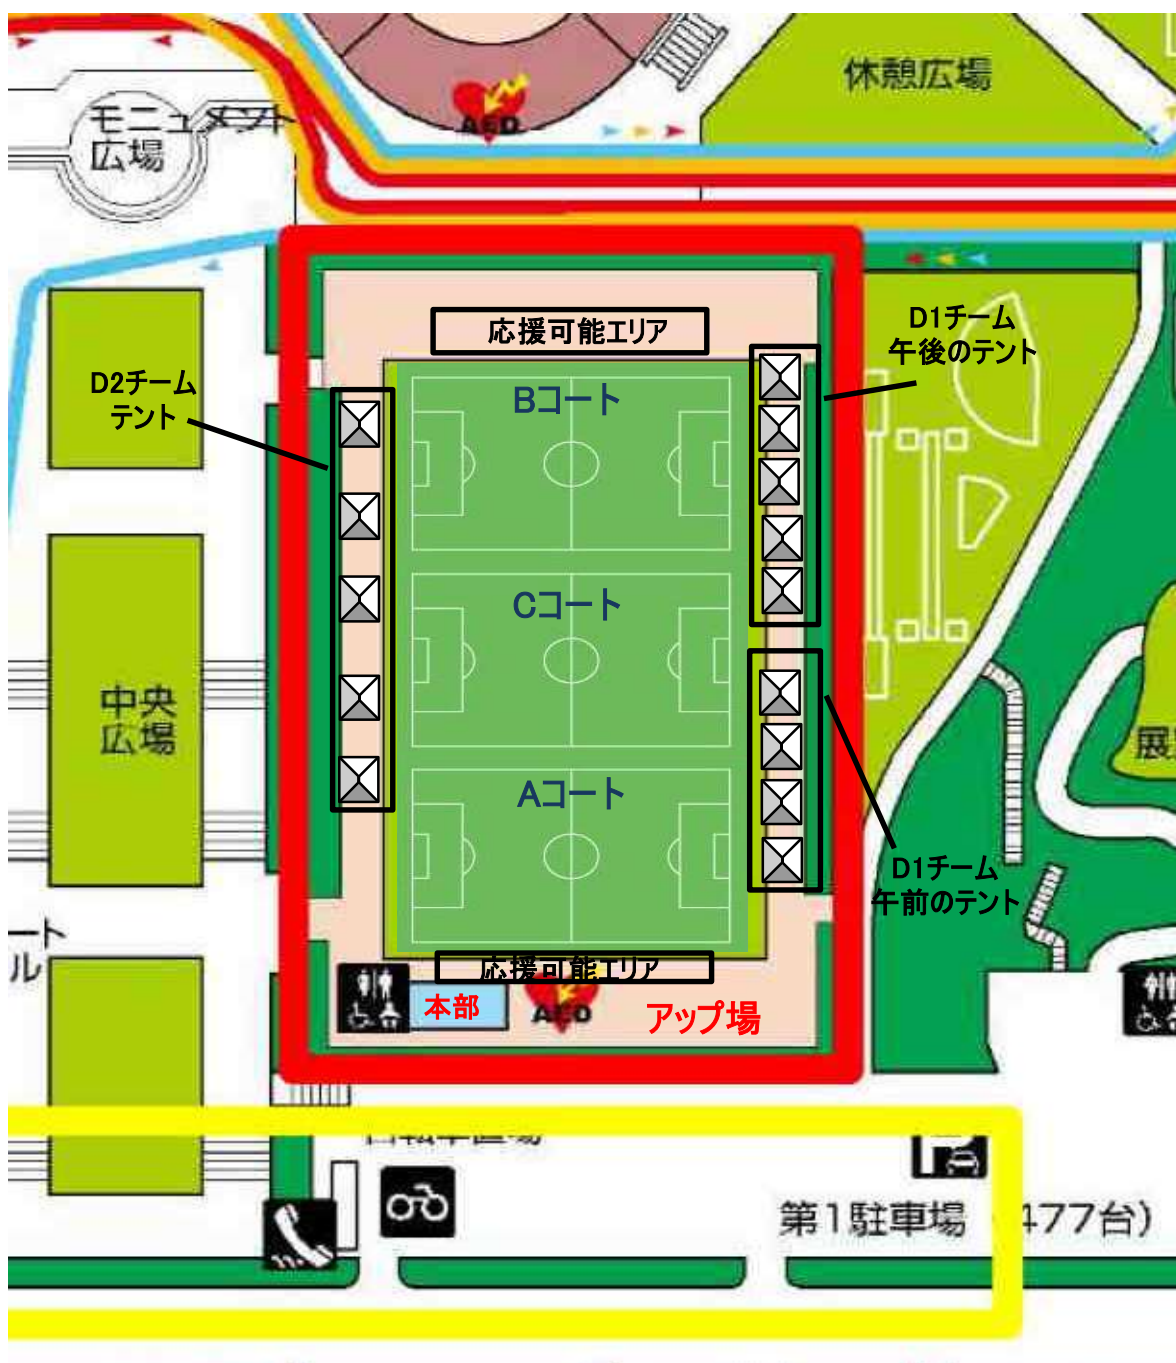 休憩広場
モニュメント
広場
AED
応援可能エリア
D1チーム
午後のテント
D2チーム
テント
Bコート
Cコート
中央
広場
Aコート
D1チーム
午前のテント
ート
ル
応援可能エリア
本部
AED
アップ場
第1駐車場
477台)